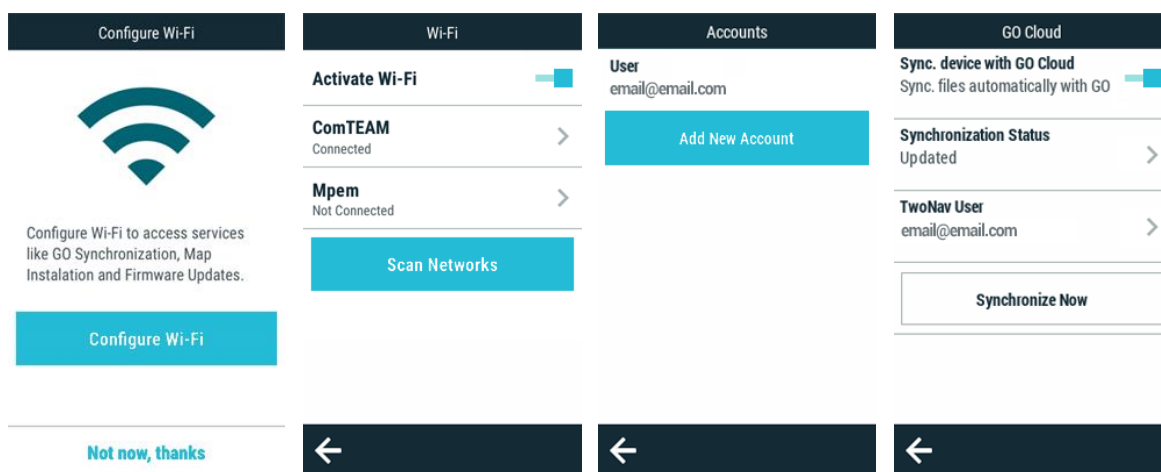 Configure Wi-Fi
Configure Wi-Fi to access services
like GO Synchronization, Map
Instalation and Firmware Updates.
Configure Wi-Fi
Not now, thanks
Wi-Fi
Activate Wi-Fi
ComTEAM
Connected
Mpem
Not Connected
Scan Networks
Accounts
User
email@email.com
Add New Account
GO Cloud
Sync. device with GO Cloud
Sync. files automatically with GO
Synchronization Status
Updated
TwoNav User
email@email.com
Synchronize Now